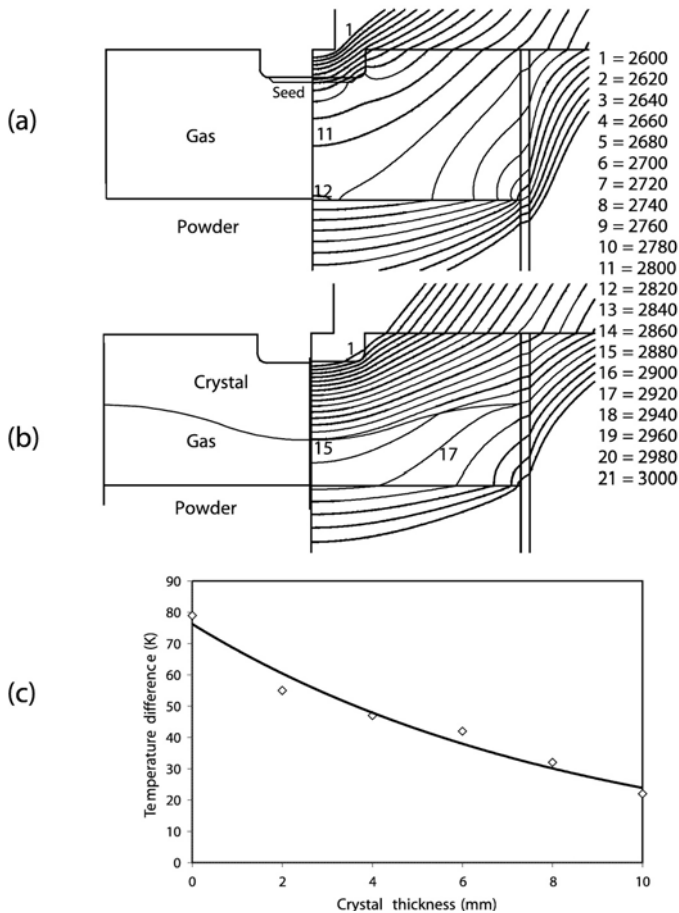 (a)
1
Seed
Gas
11
12
Powder
1 = 2600
2 = 2620
3 = 2640
4 = 2660
5 = 2680
6 = 2700
7 = 2720
8 = 2740
9 = 2760
10 = 2780
11 = 2800
12 = 2820
13 = 2840
14 = 2860
15 = 2880
16 = 2900
17 = 2920
18 = 2940
19 = 2960
20 = 2980
21 = 3000
(b)
1
Crystal
Gas
15
17
Powder
(c)
Temperature difference (K)
90
80
70
60
50
40
30
20
10
0
0 2 4 6 8 10
Crystal thickness (mm)